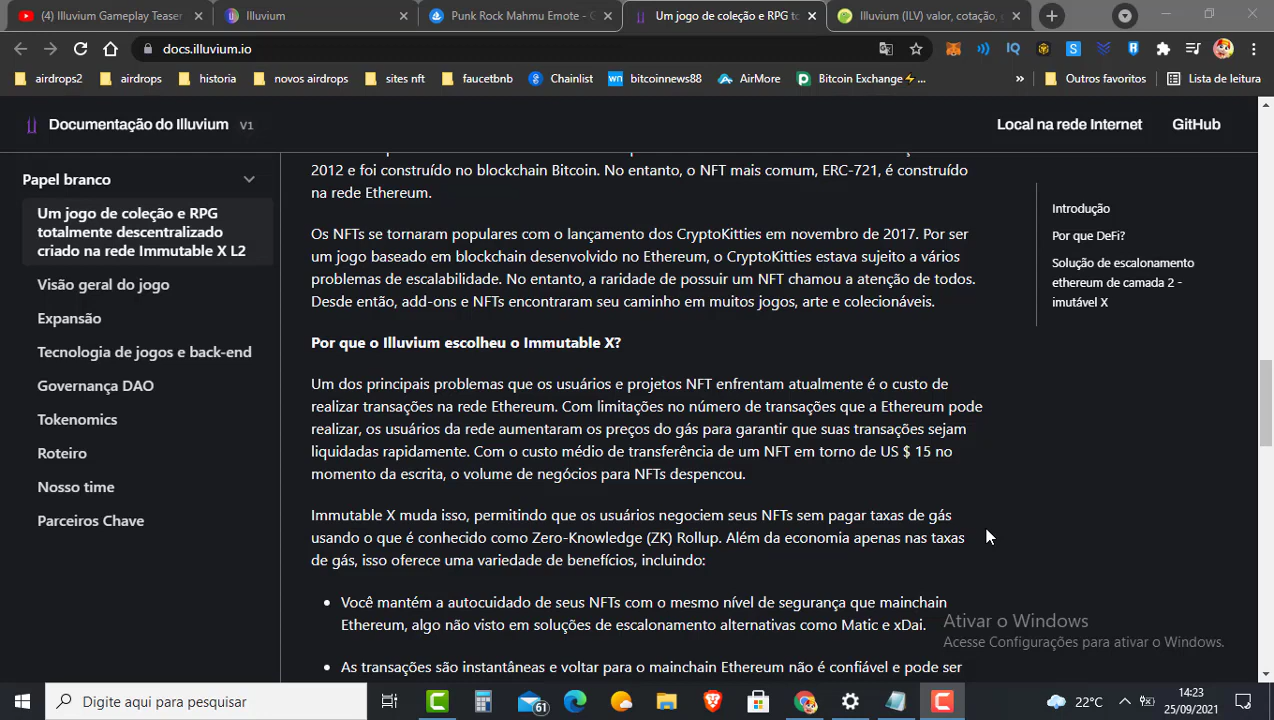 (4) Illuvium Gameplay Teaser
Illuvium
Punk Rock Mahmu Emote - C
Um jogo de coleção e RPG to
Illuvium (ILV) valor, cotação,
docs.illuvium.io
airdrops2
airdrops
historia
novos airdrops
sites nft
faucetbnb
Chainlist
bitcoinnews88
AirMore
Bitcoin Exchange⚡...
»
Outros favoritos
Lista de leitura
Documentação do Illuvium V1
Local na rede Internet
GitHub
Papel branco
Um jogo de coleção e RPG
totalmente descentralizado
criado na rede Immutable X L2
Visão geral do jogo
Expansão
Tecnologia de jogos e back-end
Governança DAO
Tokenomics
Roteiro
Nosso time
Parceiros Chave
2012 e foi construído no blockchain Bitcoin. No entanto, o NFT mais comum, ERC-721, é construído
na rede Ethereum.
Os NFTs se tornaram populares com o lançamento dos CryptoKitties em novembro de 2017. Por ser
um jogo baseado em blockchain desenvolvido no Ethereum, o CryptoKitties estava sujeito a vários
problemas de escalabilidade. No entanto, a raridade de possuir um NFT chamou a atenção de todos.
Desde então, add-ons e NFTs encontraram seu caminho em muitos jogos, arte e colecionáveis.
Por que o Illuvium escolheu o Immutable X?
Um dos principais problemas que os usuários e projetos NFT enfrentam atualmente é o custo de
realizar transações na rede Ethereum. Com limitações no número de transações que a Ethereum pode
realizar, os usuários da rede aumentaram os preços do gás para garantir que suas transações sejam
liquidadas rapidamente. Com o custo médio de transferência de um NFT em torno de US $ 15 no
momento da escrita, o volume de negócios para NFTs despencou.
Immutable X muda isso, permitindo que os usuários negociem seus NFTs sem pagar taxas de gás
usando o que é conhecido como Zero-Knowledge (ZK) Rollup. Além da economia apenas nas taxas
de gás, isso oferece uma variedade de benefícios, incluindo:
• Você mantém a autocuidado de seus NFTs com o mesmo nível de segurança que mainchain
Ethereum, algo não visto em soluções de escalonamento alternativas como Matic e xDai.
• As transações são instantâneas e voltar para o mainchain Ethereum não é confiável e pode ser
Introdução
Por que DeFi?
Solução de escalonamento
ethereum de camada 2 -
imutável X
Ativar o Windows
Acesse Configurações para ativar o Windows.
Digite aqui para pesquisar
61
22°C
14:23
25/09/2021